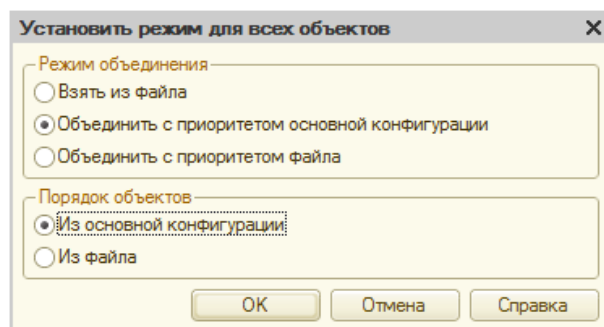 Установить режим для всех объектов
Режим объединения
Взять из файла
Объединить с приоритетом основной конфигурации
Объединить с приоритетом файла
Порядок объектов
Из основной конфигурации
Из файла
OK Отмена Справка